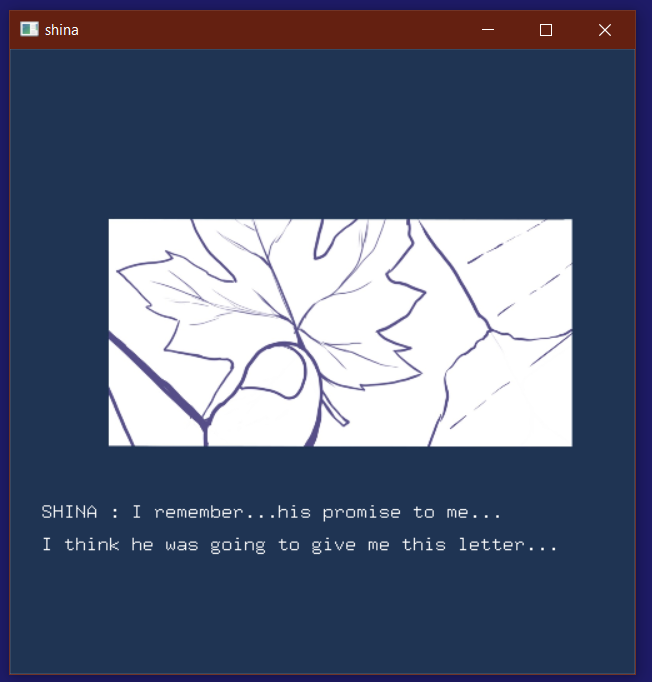 shina
SHINA : I remember...his promise to me...
I think he was going to give me this letter...